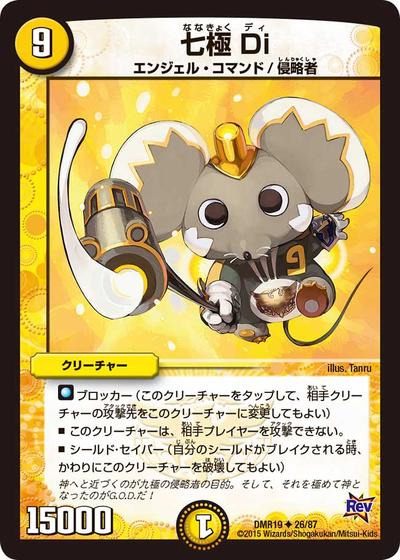 9
ななきょく ディ
七極 Di
しんりゃくしゃ
エンジェル・コマンド/侵略者
クリーチャー
illus. Tanru
ブロッカー(このクリーチャーをタップして、相手クリー
チャーの攻撃先をこのクリーチャーに変更してもよい)
■ このクリーチャーは、相手プレイヤーを攻撃できない。
■ シールド・セイバー(自分のシールドがブレイクされる時、
かわりにこのクリーチャーを破壊してもよい)
神へと近づくのが九極の侵略者の目的。そして、それを極めて神と
なったのがG.O.D.だ!
15000
1
DMR19 ◆ 26/87
©2015 Wizards/Shogakukan/Mitsui-Kids
Rev